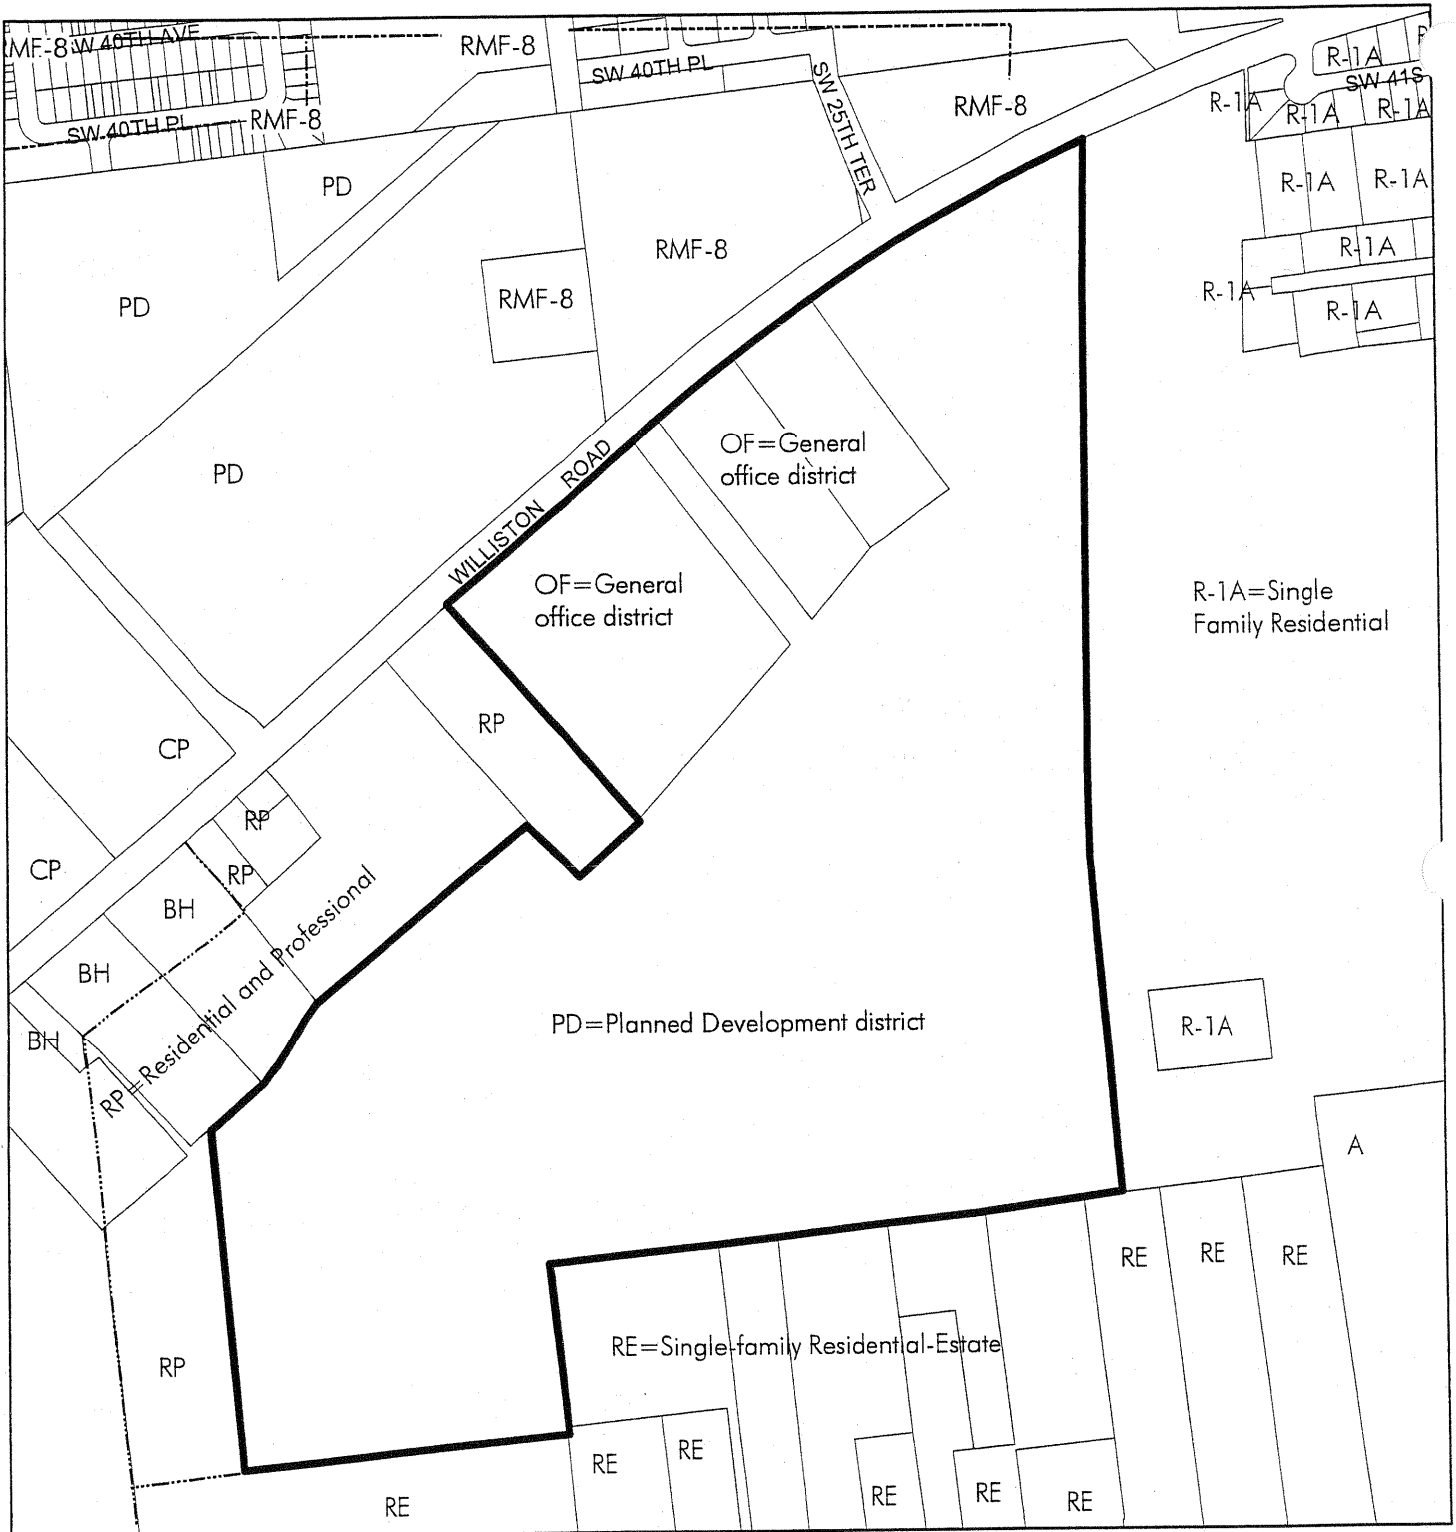 RMF-8
SW 40TH AVE
RMF-8
SW 40TH PL
R-1A
SW 41S
SW 40TH PL
RMF-8
SW 25TH TER
RMF-8
R-1A
R-1A
R-1A
PD
R-1A
R-1A
RMF-8
R-1A
PD
RMF-8
R-1A
R-1A
PD
OF=General
office district
WILLISTON ROAD
OF=General
office district
R-1A=Single
Family Residential
RP
CP
RP
CP
RP
BH
BH
BH
RP=Residential and Professional
PD=Planned Development district
R-1A
A
RE
RE
RE
RE=Single-family Residential-Estate
RP
RE
RE
RE
RE
RE
RE